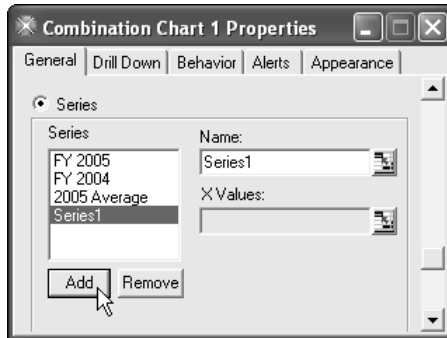 Combination Chart 1 Properties
General Drill Down Behavior Alerts Appearance
Series
Series
FY 2005
FY 2004
2005 Average
Series1
Name:
Series1
X Values:
Add Remove